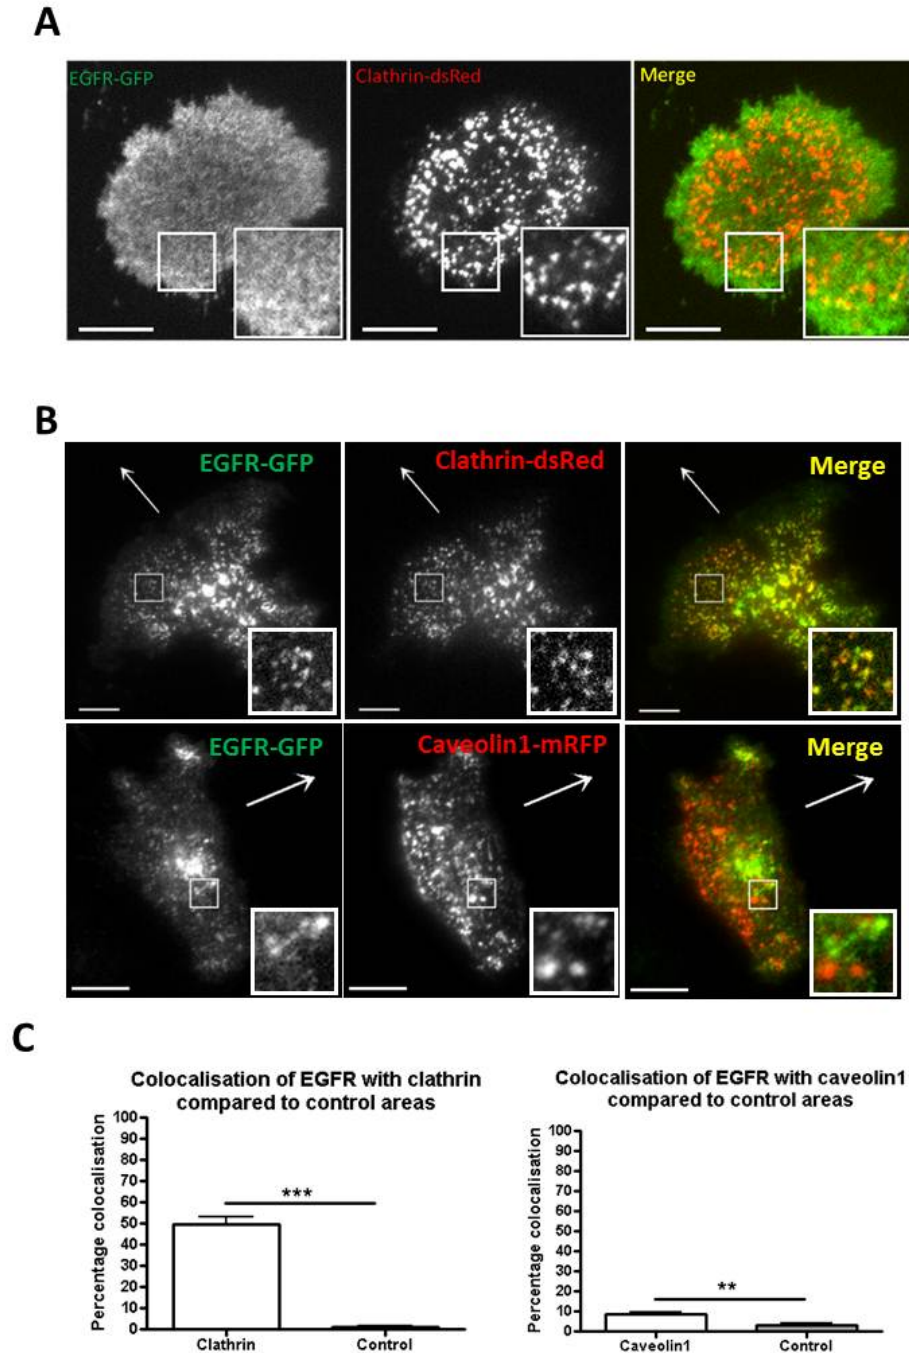 A
EGFR-GFP Clathrin-dsRed Merge
B
EGFR-GFP Clathrin-dsRed Merge
EGFR-GFP Caveolin1-mRFP Merge
C
Colocalisation of EGFR with clathrin
compared to control areas
Percentage colocalisation
100
90
80
70
60
50
40
30
20
10
0
***
Clathrin Control
Colocalisation of EGFR with caveolin1
compared to control areas
Percentage colocalisation
100
90
80
70
60
50
40
30
20
10
0
**
Caveolin1 Control